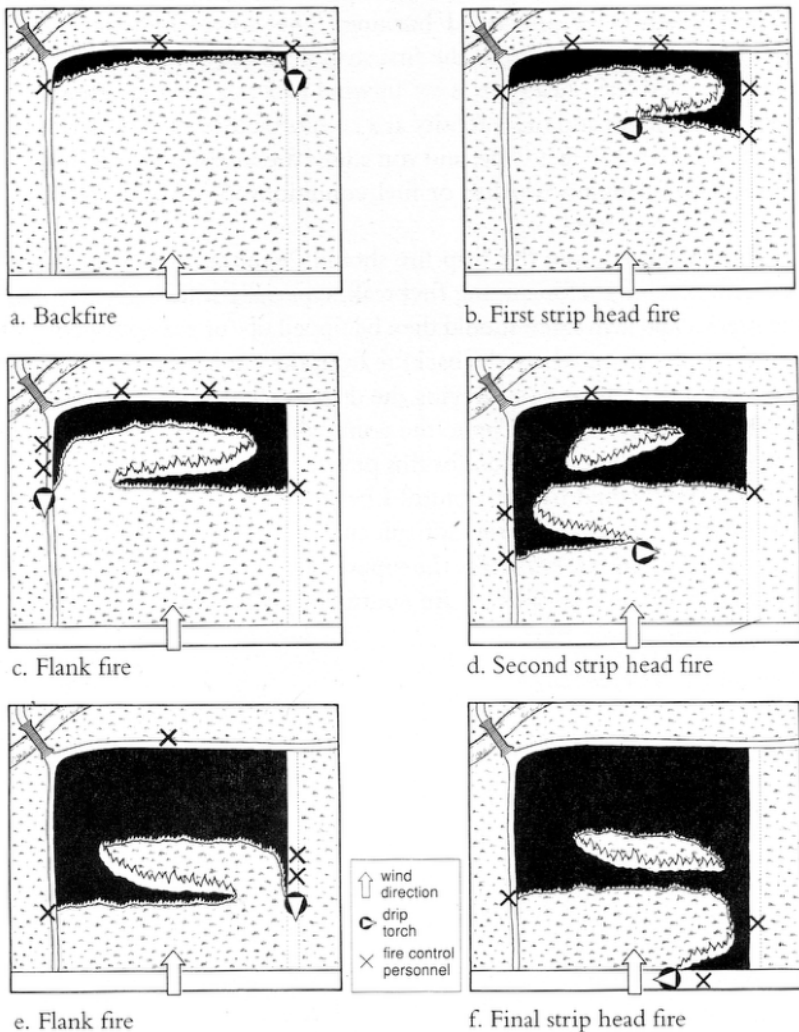 a. Backfire
b. First strip head fire
c. Flank fire
d. Second strip head fire
wind
direction
drip
torch
fire control
personnel
e. Flank fire
f. Final strip head fire